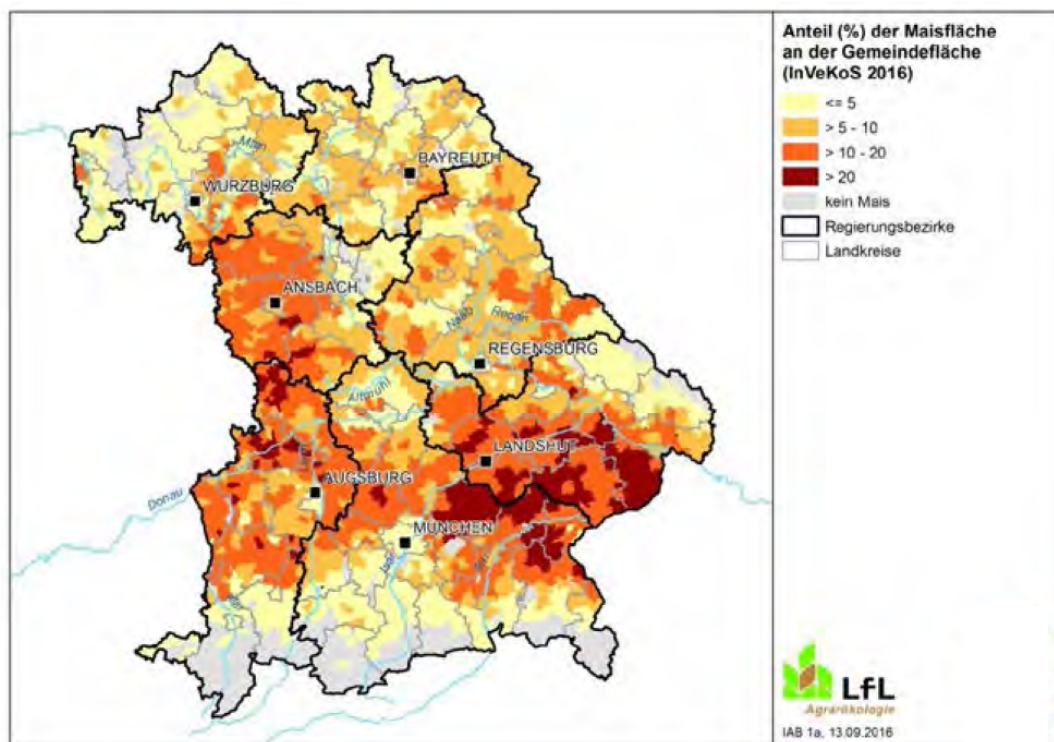 Anteil (%) der Maisfläche
an der Gemeindefläche
(InVeKoS 2016)
<= 5
> 5 - 10
> 10 - 20
> 20
kein Mais
Regierungsbezirke
Landkreise
Main
BAYREUTH
WÜRZBURG
ANSBACH
Naab
Regen
REGENSBURG
Altmühl
LANDSHUT
AUGSBURG
Donau
MÜNCHEN
Isar
LfL
Agrarökologie
IAB 1a, 13.09.2016